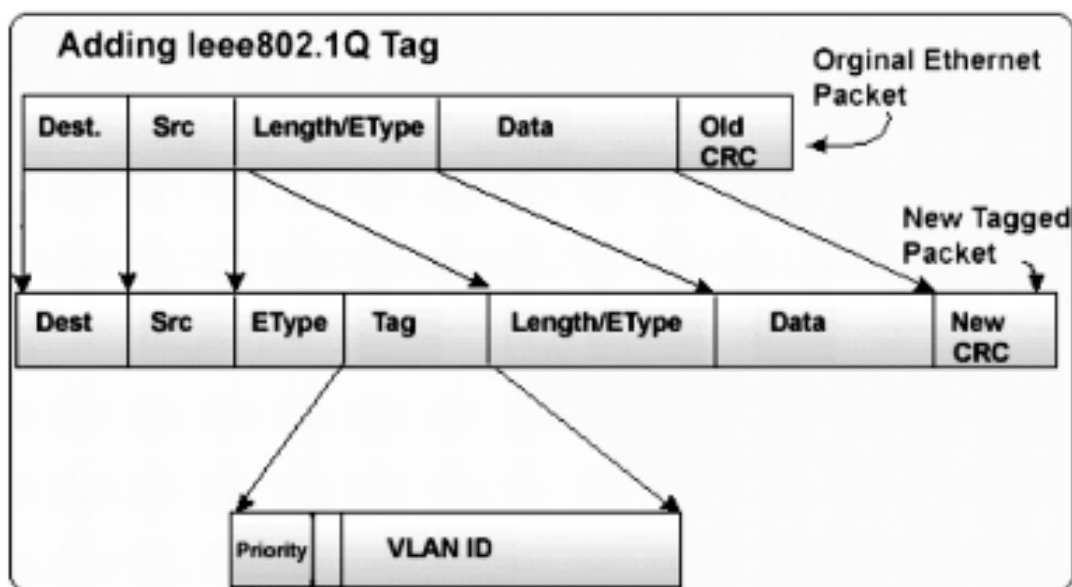 Adding Ieee802.1Q Tag
Orginal Ethernet
Packet
Dest. Src Length/EType Data Old
CRC
New Tagged
Packet
Dest Src EType Tag Length/EType Data New
CRC
Priority VLAN ID